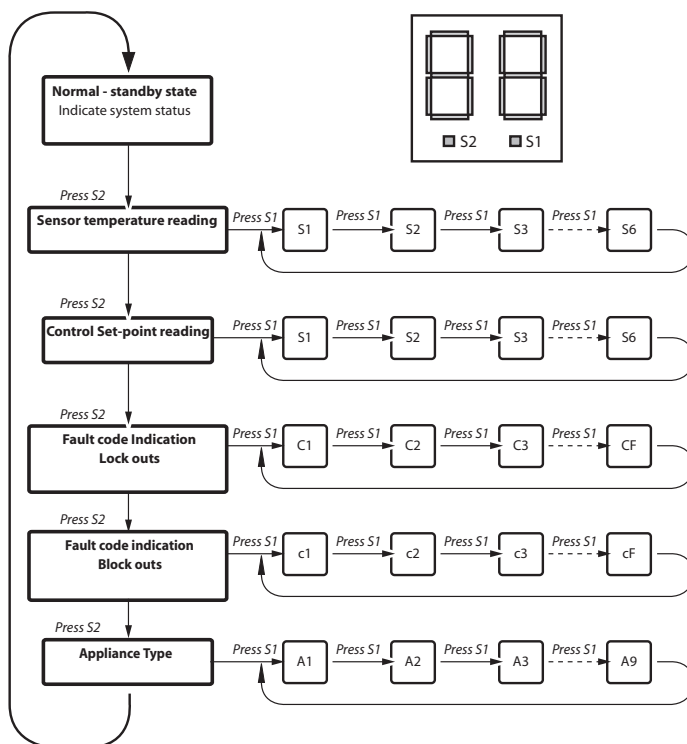 Normal - standby state
Indicate system status
S2 S1
Press S2
Sensor temperature reading
Press S1 S1 Press S1 S2 Press S1 S3 Press S1 S6
Press S2
Control Set-point reading
Press S1 S1 Press S1 S2 Press S1 S3 Press S1 S6
Press S2
Fault code Indication
Lock outs
Press S1 C1 Press S1 C2 Press S1 C3 Press S1 CF
Press S2
Fault code indication
Block outs
Press S1 c1 Press S1 c2 Press S1 c3 Press S1 cF
Press S2
Appliance Type
Press S1 A1 Press S1 A2 Press S1 A3 Press S1 A9